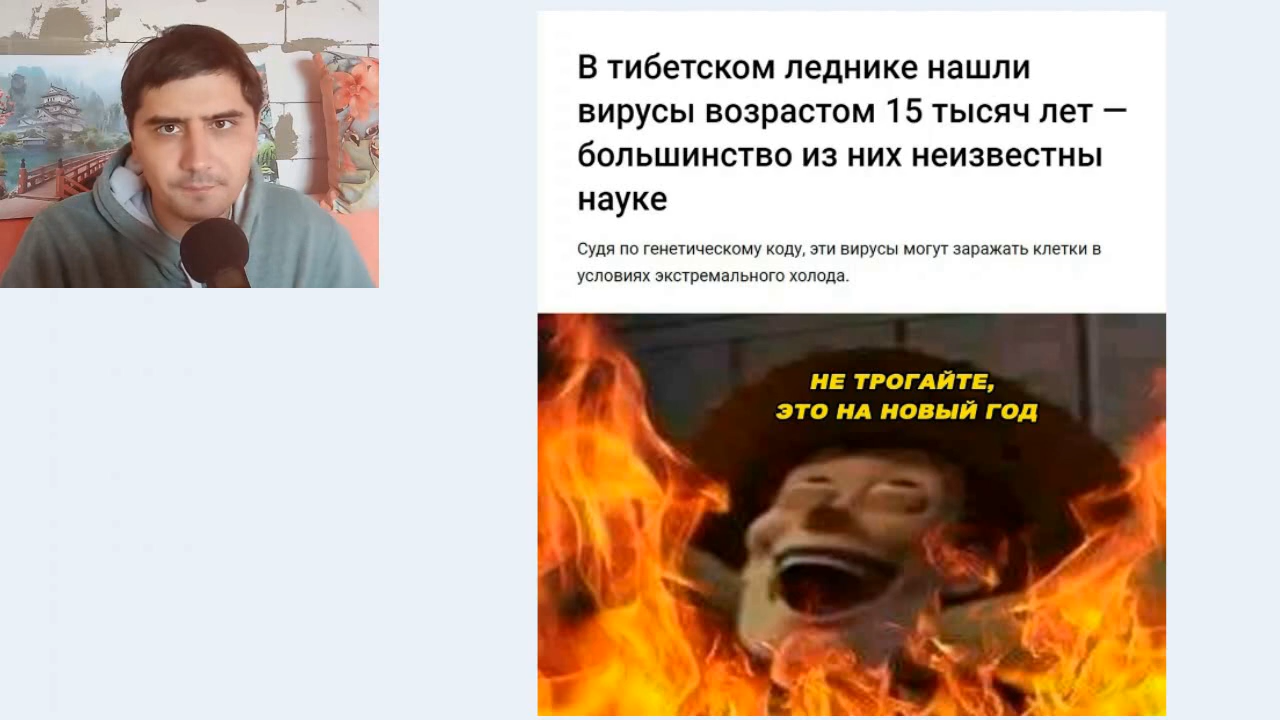 В тибетском леднике нашли
вирусы возрастом 15 тысяч лет —
большинство из них неизвестны
науке
Судя по генетическому коду, эти вирусы могут заражать клетки в
условиях экстремального холода.
НЕ ТРОГАЙТЕ,
ЭТО НА НОВЫЙ ГОД